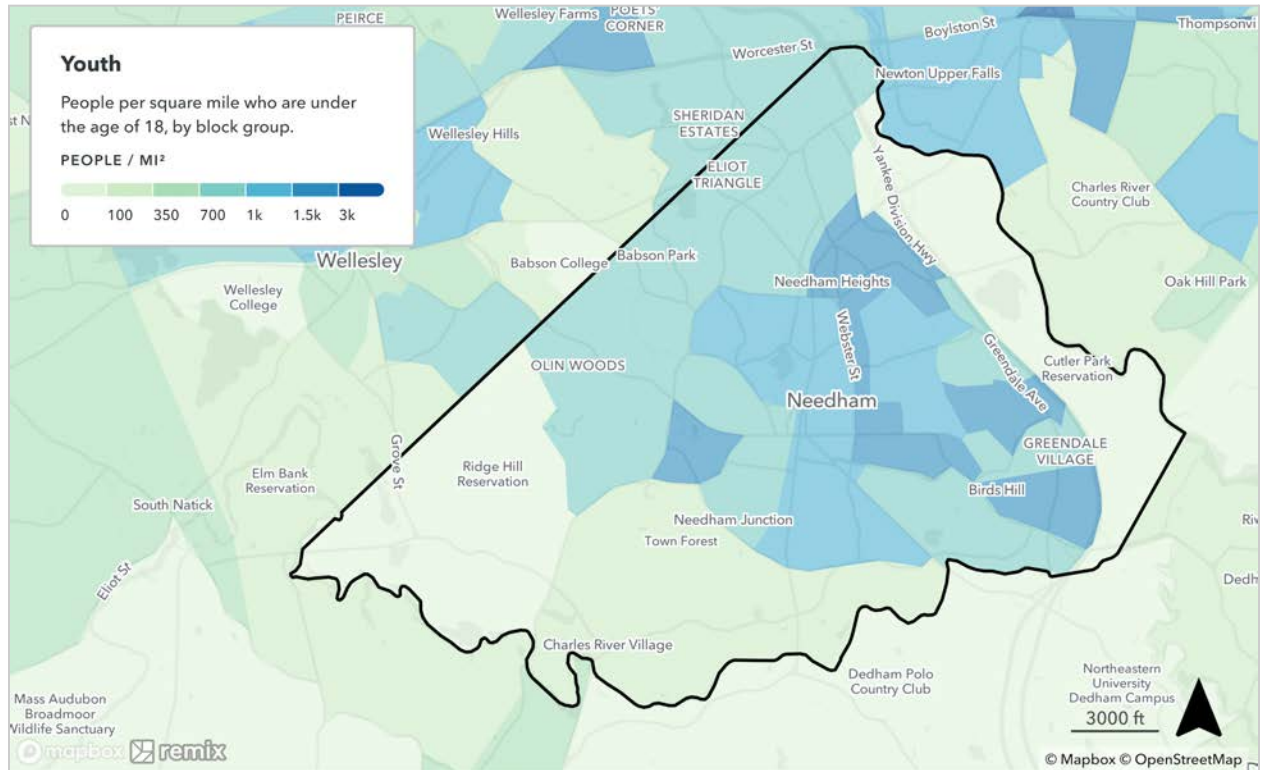 Youth
People per square mile who are under
the age of 18, by block group.
PEOPLE / MI²
0 100 350 700 1k 1.5k 3k
PEIRCE
Wellesley Farms
POETS'
CORNER
Worcester St
Boylston St
Thompsonvi
Newton Upper Falls
st N
Wellesley Hills
SHERIDAN
ESTATES
ELIOT
TRIANGLE
Yankee Division Hwy
Charles River
Country Club
Wellesley
Babson College
Babson Park
Wellesley
College
Needham Heights
Oak Hill Park
Webster St
OLIN WOODS
Greendale Ave
Cutler Park
Reservation
Needham
Grove St
GREENDALE
VILLAGE
Elm Bank
Reservation
Ridge Hill
Reservation
Birds Hill
South Natick
Needham Junction
Town Forest
Riv
Eliot St
Dedh
Charles River Village
Dedham Polo
Country Club
Northeastern
University
Dedham Campus
Mass Audubon
Broadmoor
Wildlife Sanctuary
3000 ft
mapbox remix
© Mapbox © OpenStreetMap